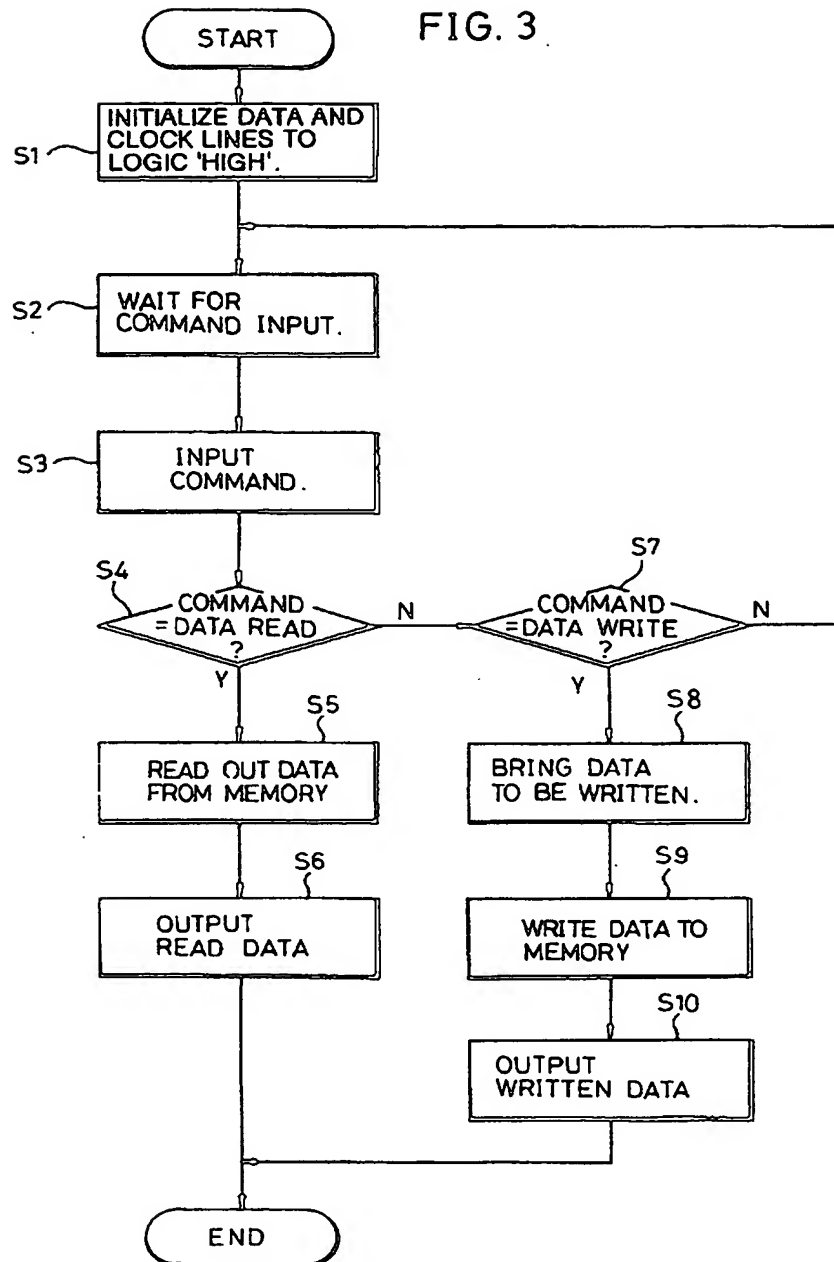 FIG. 3
START
INITIALIZE DATA AND
CLOCK LINES TO
LOGIC 'HIGH'.
S1
S2
WAIT FOR
COMMAND INPUT.
S3
INPUT
COMMAND.
S4
COMMAND
=DATA READ
?
N
Y
S7
COMMAND
=DATA WRITE
?
N
Y
S5
READ OUT DATA
FROM MEMORY
S8
BRING DATA
TO BE WRITTEN.
S6
OUTPUT
READ DATA
S9
WRITE DATA TO
MEMORY
S10
OUTPUT
WRITTEN DATA
END